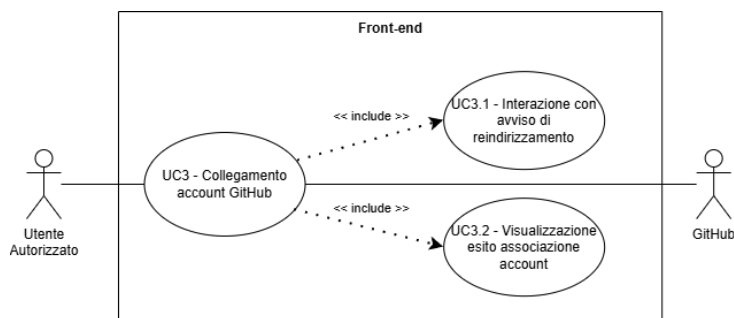 Front-end
<< include >>
UC3.1 - Interazione con
avviso di
reindirizzamento
UC3 - Collegamento
account GitHub
<< include >>
UC3.2 - Visualizzazione
esito associazione
account
Utente
Autorizzato
GitHub